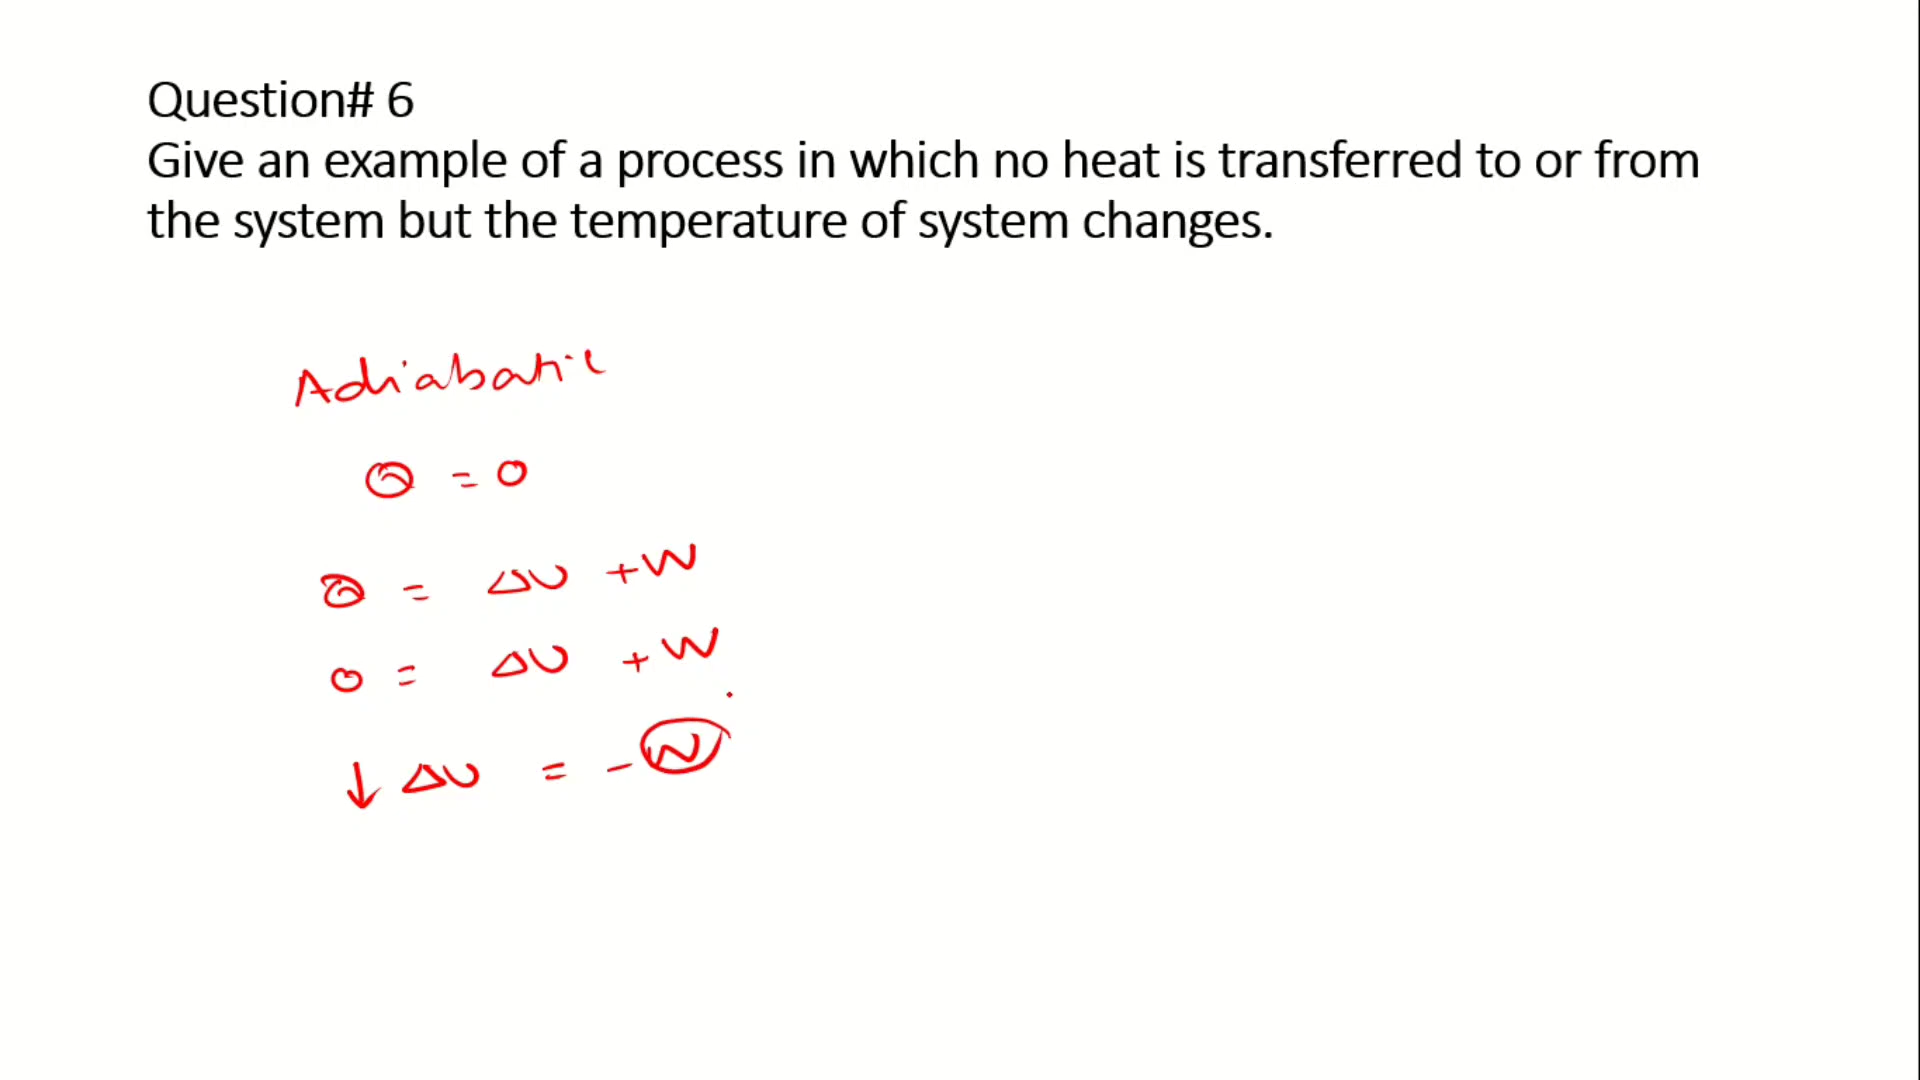 Question# 6
Give an example of a process in which no heat is transferred to or from
the system but the temperature of system changes.
Adiabatic
Q = 0
Q = ΔU + W
0 = ΔU + W
↓ ΔU = - W